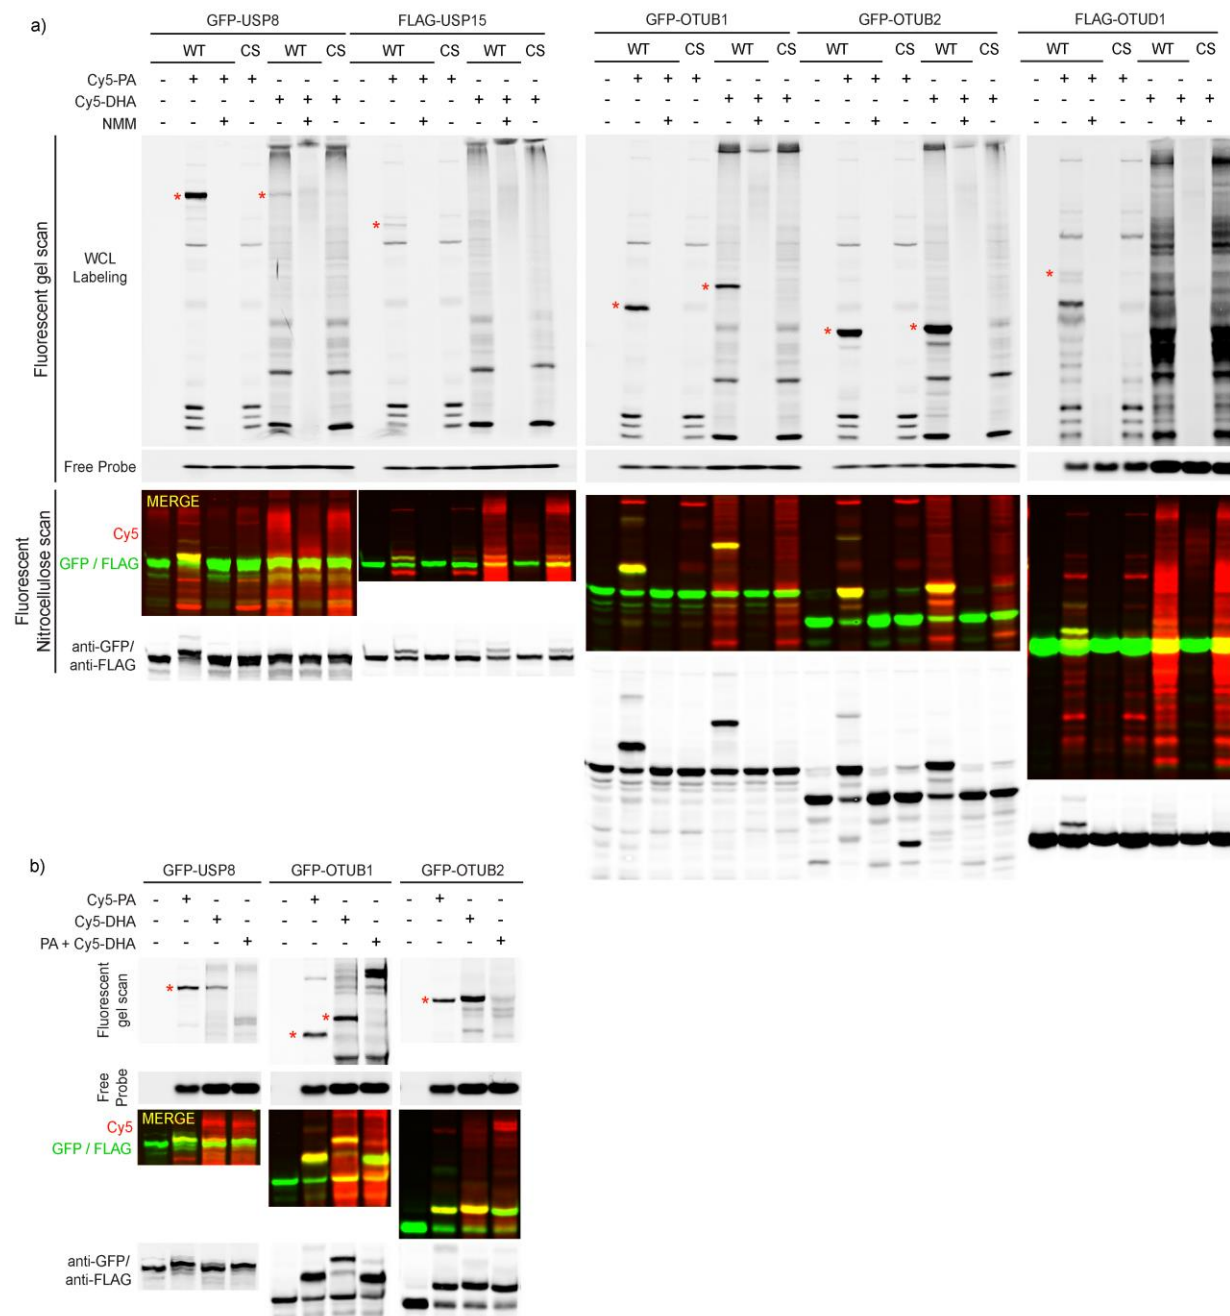 a)
GFP-USP8 FLAG-USP15 GFP-OTUB1 GFP-OTUB2 FLAG-OTUD1
WT CS WT CS WT CS WT CS WT CS WT CS WT CS WT CS WT CS WT CS
Cy5-PA - + + + - - - - + + + - - - - + + + - - - - + + + - - - - + + + - - -
Cy5-DHA - - - - + + + - - - - + + + - - - - + + + - - - - + + + - - - - + + +
NMM - - + - - + - - - + - - + - - - + - - + - - - + - - + - - - + - - + -
Fluorescent gel scan
WCL
Labeling
* * * * * * * *
Free Probe
Fluorescent
Nitrocellulose scan
MERGE
Cy5
GFP / FLAG
anti-GFP/
anti-FLAG
b)
GFP-USP8 GFP-OTUB1 GFP-OTUB2
Cy5-PA - + - - - + - - - + - -
Cy5-DHA - - + - - - + - - - + -
PA + Cy5-DHA - - - + - - - + - - - +
Fluorescent
gel scan
* * * *
Free
Probe
MERGE
Cy5
GFP / FLAG
anti-GFP/
anti-FLAG